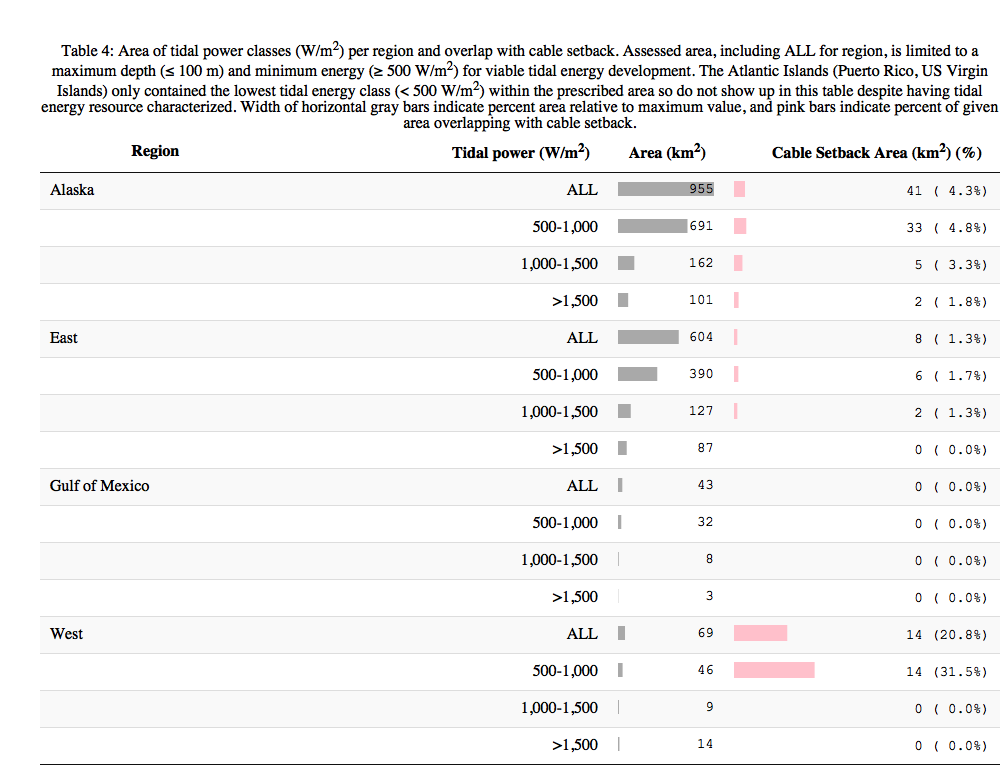 Table 4: Area of tidal power classes (W/m²) per region and overlap with cable setback. Assessed area, including ALL for region, is limited to a
maximum depth (≤ 100 m) and minimum energy (≥ 500 W/m²) for viable tidal energy development. The Atlantic Islands (Puerto Rico, US Virgin
Islands) only contained the lowest tidal energy class (< 500 W/m²) within the prescribed area so do not show up in this table despite having tidal
energy resource characterized. Width of horizontal gray bars indicate percent area relative to maximum value, and pink bars indicate percent of given
area overlapping with cable setback.
Region Tidal power (W/m²) Area (km²) Cable Setback Area (km²) (%)
Alaska ALL 955 41 ( 4.3%)
500-1,000 691 33 ( 4.8%)
1,000-1,500 162 5 ( 3.3%)
>1,500 101 2 ( 1.8%)
East ALL 604 8 ( 1.3%)
500-1,000 390 6 ( 1.7%)
1,000-1,500 127 2 ( 1.3%)
>1,500 87 0 ( 0.0%)
Gulf of Mexico ALL 43 0 ( 0.0%)
500-1,000 32 0 ( 0.0%)
1,000-1,500 8 0 ( 0.0%)
>1,500 3 0 ( 0.0%)
West ALL 69 14 (20.8%)
500-1,000 46 14 (31.5%)
1,000-1,500 9 0 ( 0.0%)
>1,500 14 0 ( 0.0%)